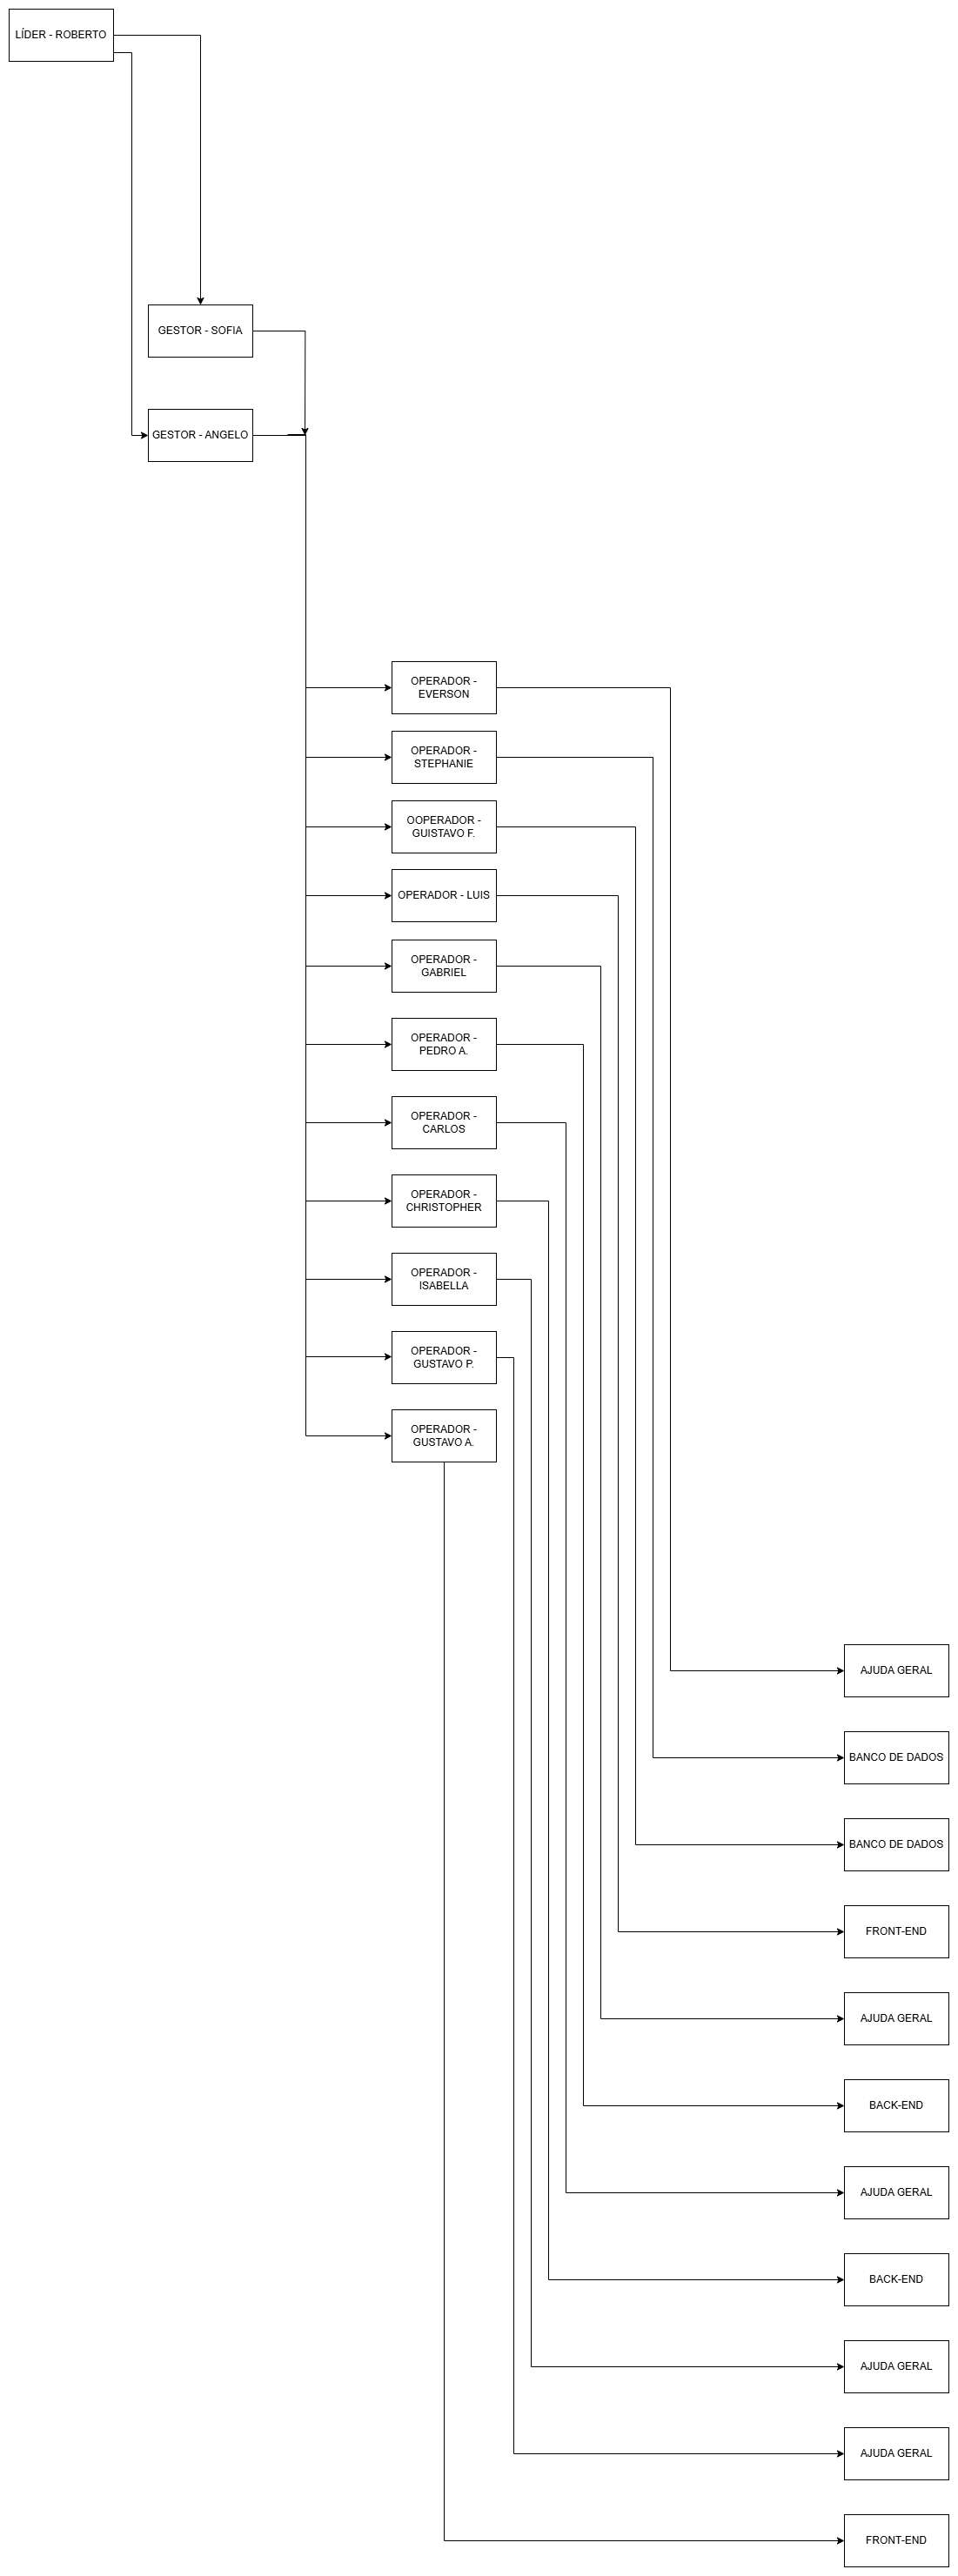 LÍDER - ROBERTO
GESTOR - SOFIA
GESTOR - ANGELO
OPERADOR -
EVERSON
OPERADOR -
STEPHANIE
OOPERADOR -
GUISTAVO F.
OPERADOR - LUIS
OPERADOR -
GABRIEL
OPERADOR -
PEDRO A.
OPERADOR -
CARLOS
OPERADOR -
CHRISTOPHER
OPERADOR -
ISABELLA
OPERADOR -
GUSTAVO P.
OPERADOR -
GUSTAVO A.
AJUDA GERAL
BANCO DE DADOS
BANCO DE DADOS
FRONT-END
AJUDA GERAL
BACK-END
AJUDA GERAL
BACK-END
AJUDA GERAL
AJUDA GERAL
FRONT-END